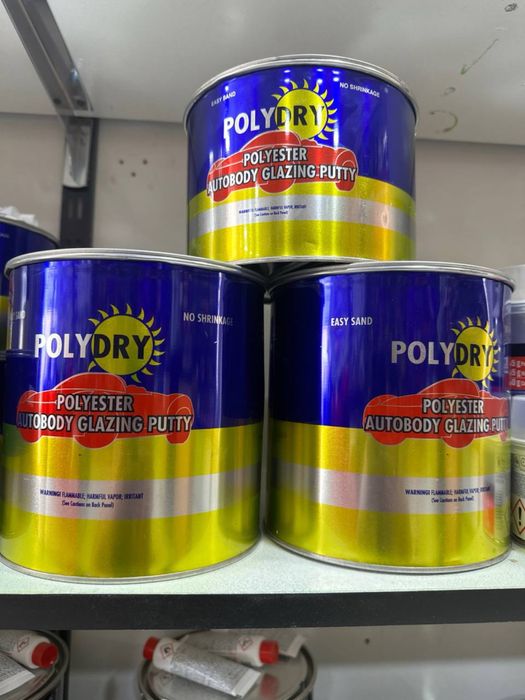 EASY SAND
NO SHRINKAGE
POLYDRY
POLYESTER
AUTOBODY GLAZING PUTTY
WARNING! FLAMMABLE, HARMFUL VAPOR, IRRITANT
(See Cautions on Back Panel)
SAND
NO SHRINKAGE
POLYDRY
POLYESTER
AUTOBODY GLAZING PUTTY
WARNING! FLAMMABLE, HARMFUL VAPOR, IRRITANT
(See Cautions on Back Panel)
EASY SAND
POLYDRY
POLYESTER
AUTOBODY GLAZING PUTTY
WARNING! FLAMMABLE, HARMFUL VAPOR, IRRITANT
(See Cautions on Back Panel)